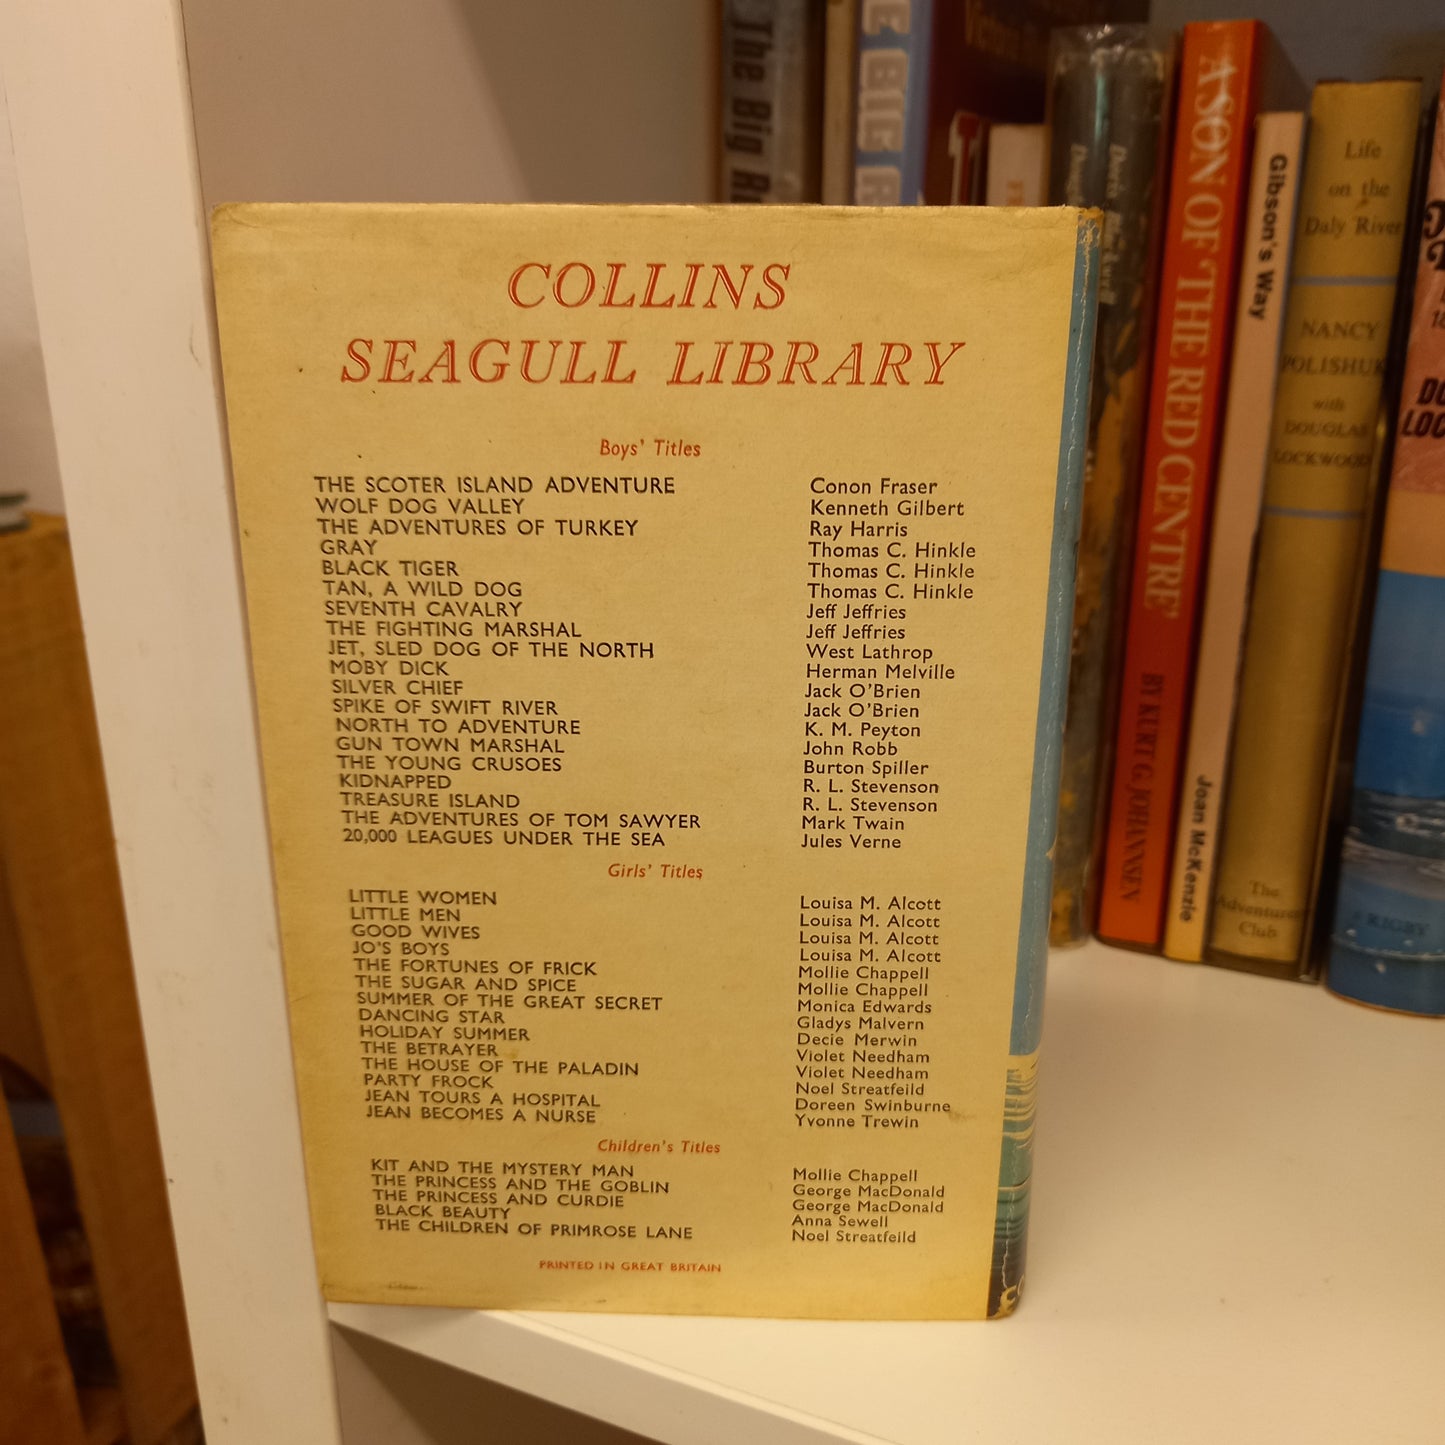 COLLINS
SEAGULL LIBRARY
Boys' Titles
THE SCOTER ISLAND ADVENTURE Conon Fraser
WOLF DOG VALLEY Kenneth Gilbert
THE ADVENTURES OF TURKEY Ray Harris
GRAY Thomas C. Hinkle
BLACK TIGER Thomas C. Hinkle
TAN, A WILD DOG Thomas C. Hinkle
SEVENTH CAVALRY Jeff Jeffries
THE FIGHTING MARSHAL Jeff Jeffries
JET, SLED DOG OF THE NORTH West Lathrop
MOBY DICK Herman Melville
SILVER CHIEF Jack O'Brien
SPIKE OF SWIFT RIVER Jack O'Brien
NORTH TO ADVENTURE K. M. Peyton
GUN TOWN MARSHAL John Robb
THE YOUNG CRUSOES Burton Spiller
KIDNAPPED R. L. Stevenson
TREASURE ISLAND R. L. Stevenson
THE ADVENTURES OF TOM SAWYER Mark Twain
20,000 LEAGUES UNDER THE SEA Jules Verne
Girls' Titles
LITTLE WOMEN Louisa M. Alcott
LITTLE MEN Louisa M. Alcott
GOOD WIVES Louisa M. Alcott
JO'S BOYS Louisa M. Alcott
THE FORTUNES OF FRICK Mollie Chappell
THE SUGAR AND SPICE Mollie Chappell
SUMMER OF THE GREAT SECRET Monica Edwards
DANCING STAR Gladys Malvern
HOLIDAY SUMMER Decie Merwin
THE BETRAYER Violet Needham
THE HOUSE OF THE PALADIN Violet Needham
PARTY FROCK Noel Streatfeild
JEAN TOURS A HOSPITAL Doreen Swinburne
JEAN BECOMES A NURSE Yvonne Trewin
Children's Titles
KIT AND THE MYSTERY MAN Mollie Chappell
THE PRINCESS AND THE GOBLIN George MacDonald
THE PRINCESS AND CURDIE George MacDonald
BLACK BEAUTY Anna Sewell
THE CHILDREN OF PRIMROSE LANE Noel Streatfeild
PRINTED IN GREAT BRITAIN
The Big
BIG
A SON OF 'THE RED CENTRE'
BY KURT G. JOHANNSEN
Gibson's Way
Joan McKenzie
Life
on the
Daly River
NANCY
POLISHUK
with
DOUGLAS
LOCKWOOD
The
Adventurers
Club
J RIGBY